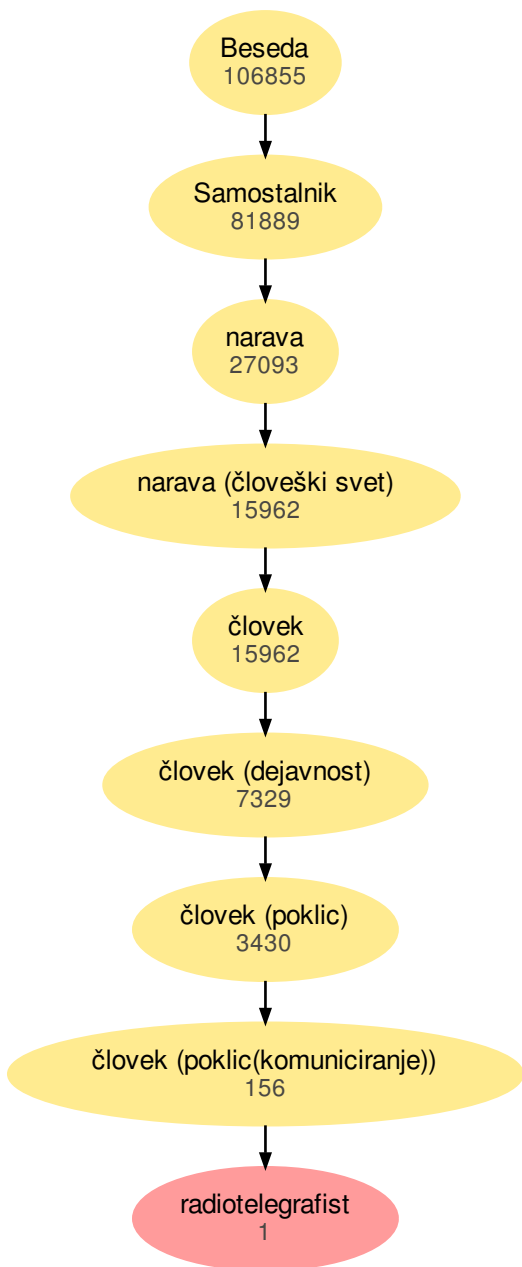 Beseda
106855
Samostalnik
81889
narava
27093
narava (človeški svet)
15962
človek
15962
človek (dejavnost)
7329
človek (poklic)
3430
človek (poklic(komuniciranje))
156
radiotelegrafist
1